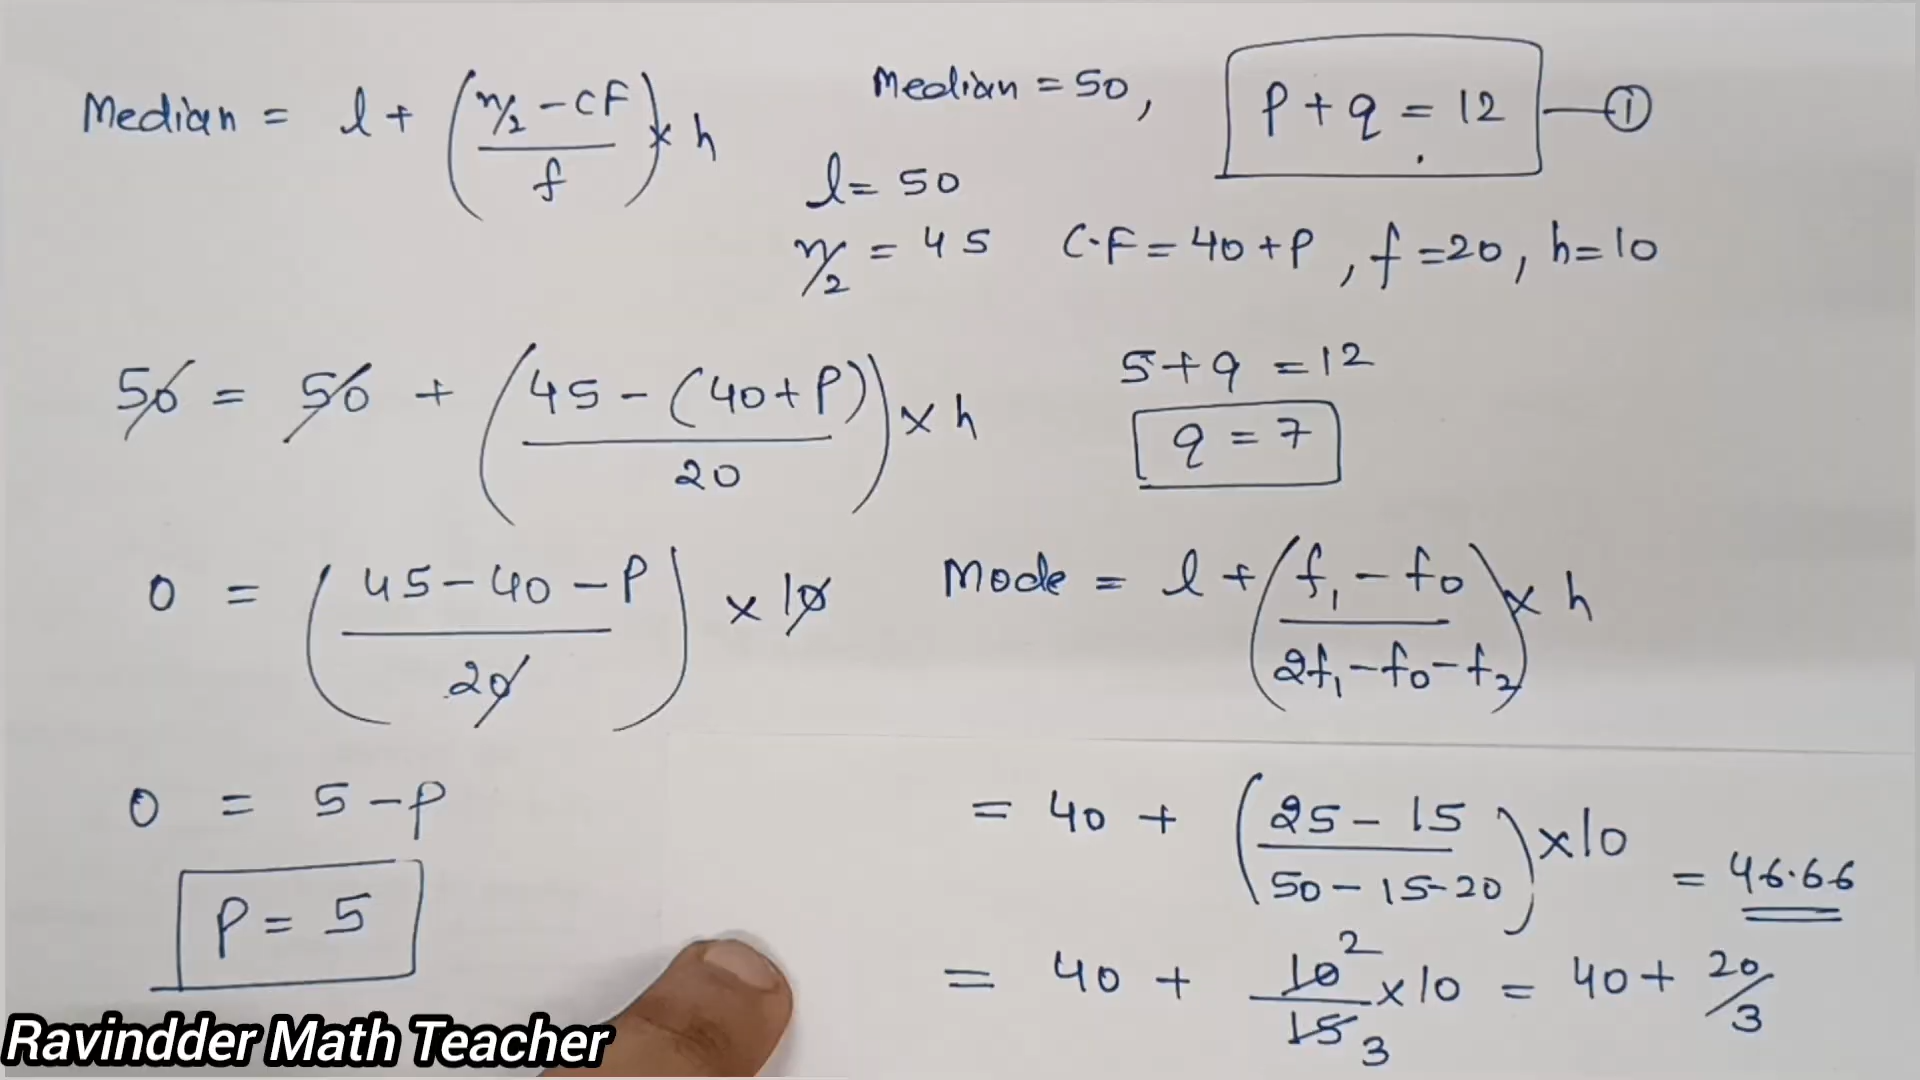 Median = l + (n/2 - CF / f) × h
Median = 50, p + q = 12 — ①
l = 50
n/2 = 45 C.F = 40 + P, f = 20, h = 10
50 = 50 + (45 - (40 + P) / 20) × h
5 + q = 12
q = 7
0 = (45 - 40 - P / 20) × 10
Mode = l + (f₁ - f₀ / 2f₁ - f₀ - f₂) × h
0 = 5 - p
P = 5
= 40 + (25 - 15 / 50 - 15 - 20) × 10 = 46.66
= 40 + 10 2 / 15 3 × 10 = 40 + 20/3
Ravindder Math Teacher